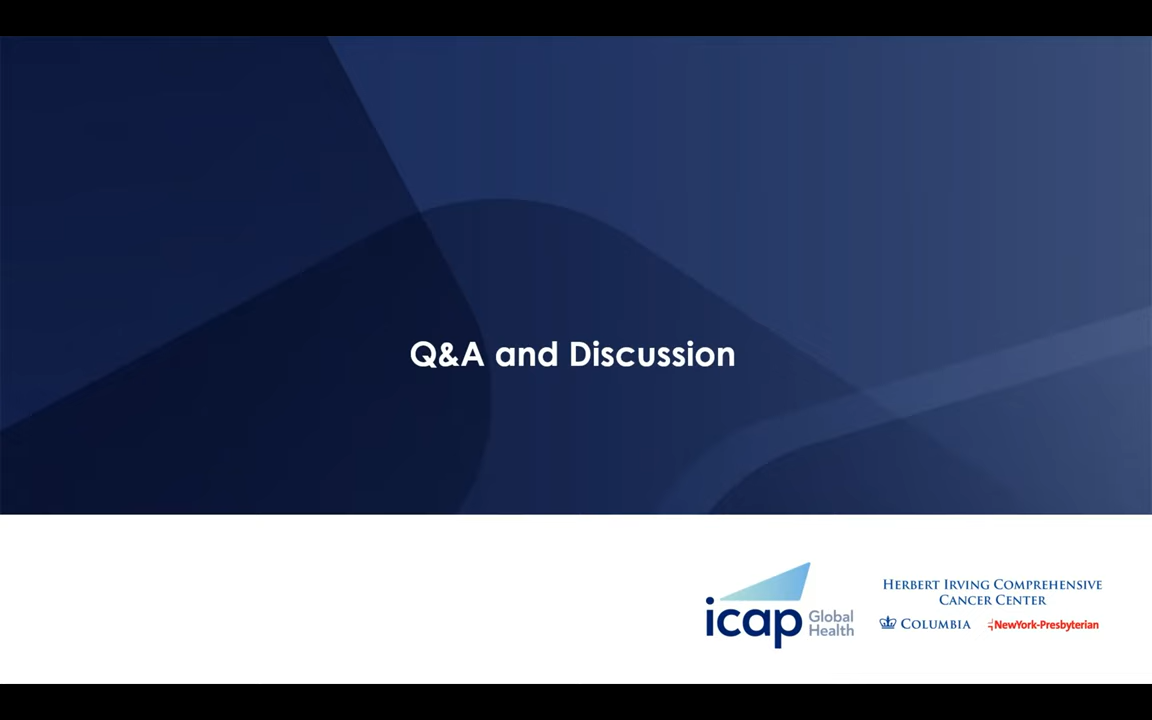 Q&A and Discussion
icap Global Health
HERBERT IRVING COMPREHENSIVE
CANCER CENTER
COLUMBIA
NewYork-Presbyterian